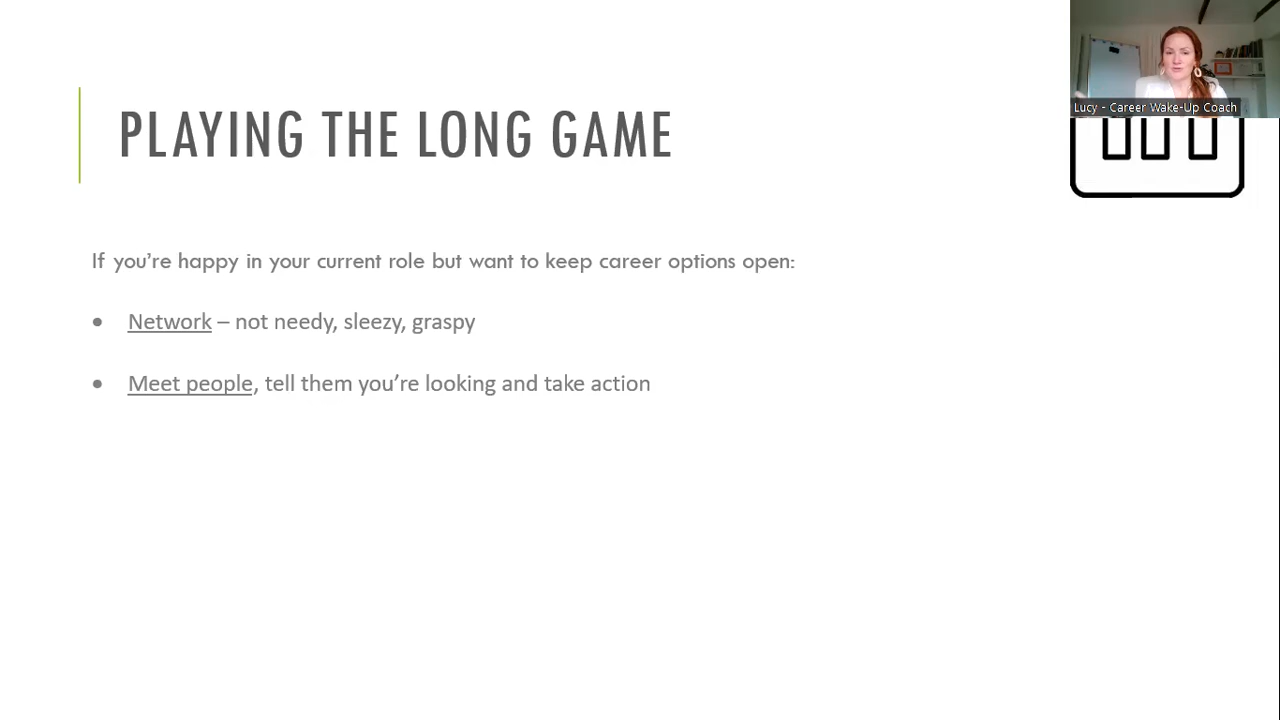 Lucy - Career Wake-Up Coach
PLAYING THE LONG GAME
If you're happy in your current role but want to keep career options open:
• Network – not needy, sleezy, graspy
• Meet people, tell them you're looking and take action